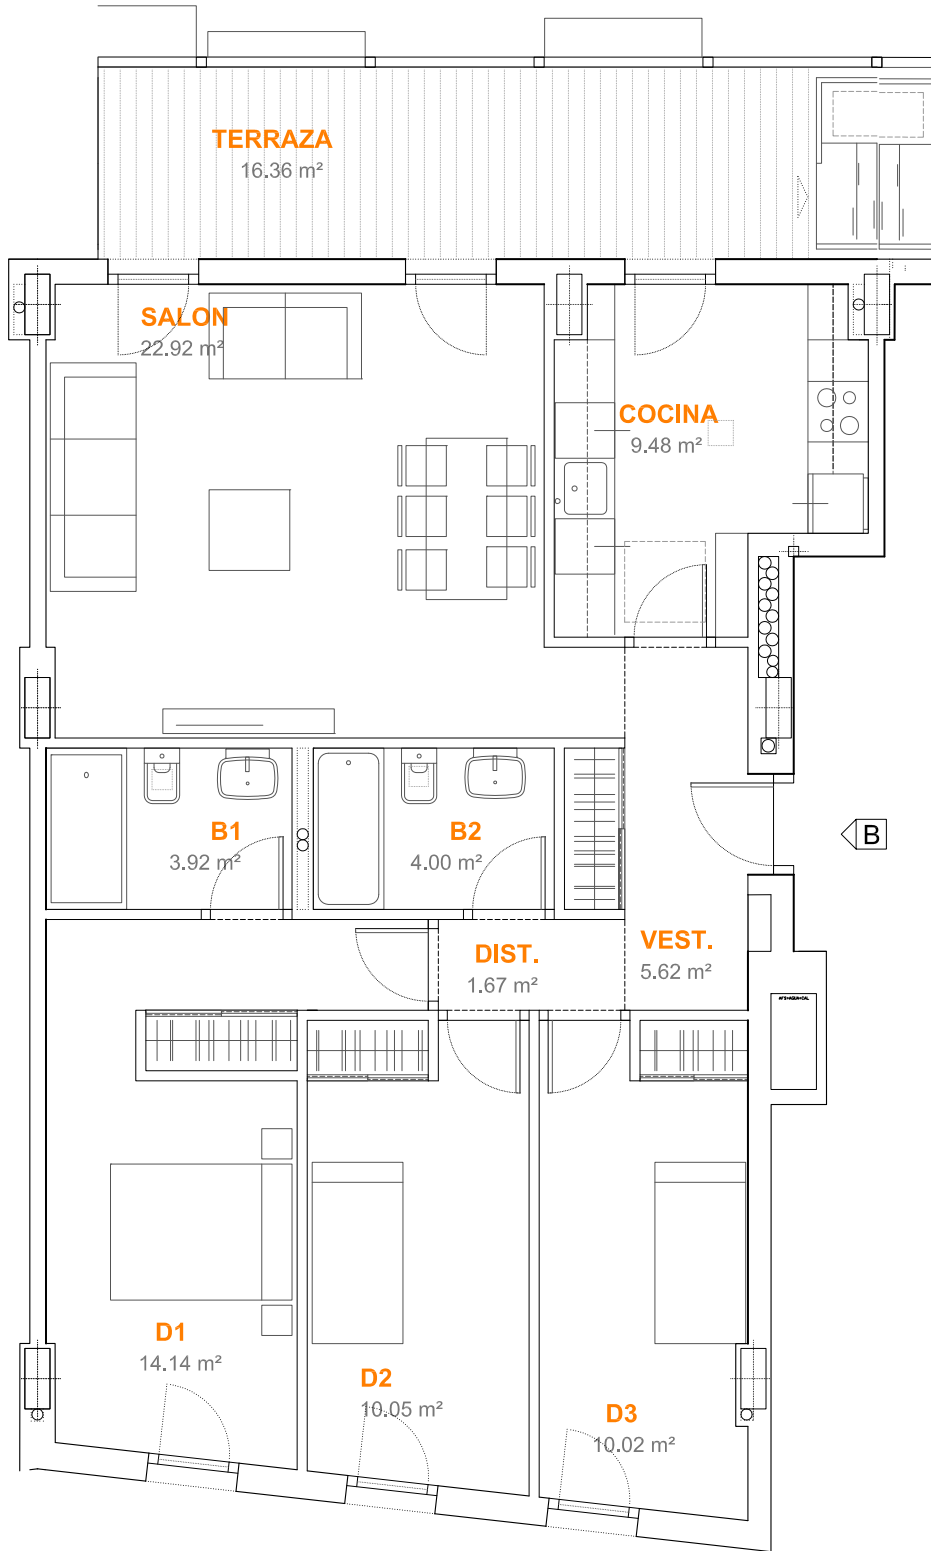 TERRAZA
16.36 m²
SALON
22.92 m²
COCINA
9.48 m²
B1
3.92 m²
B2
4.00 m²
B
DIST.
1.67 m²
VEST.
5.62 m²
D1
14.14 m²
D2
10.05 m²
D3
10.02 m²